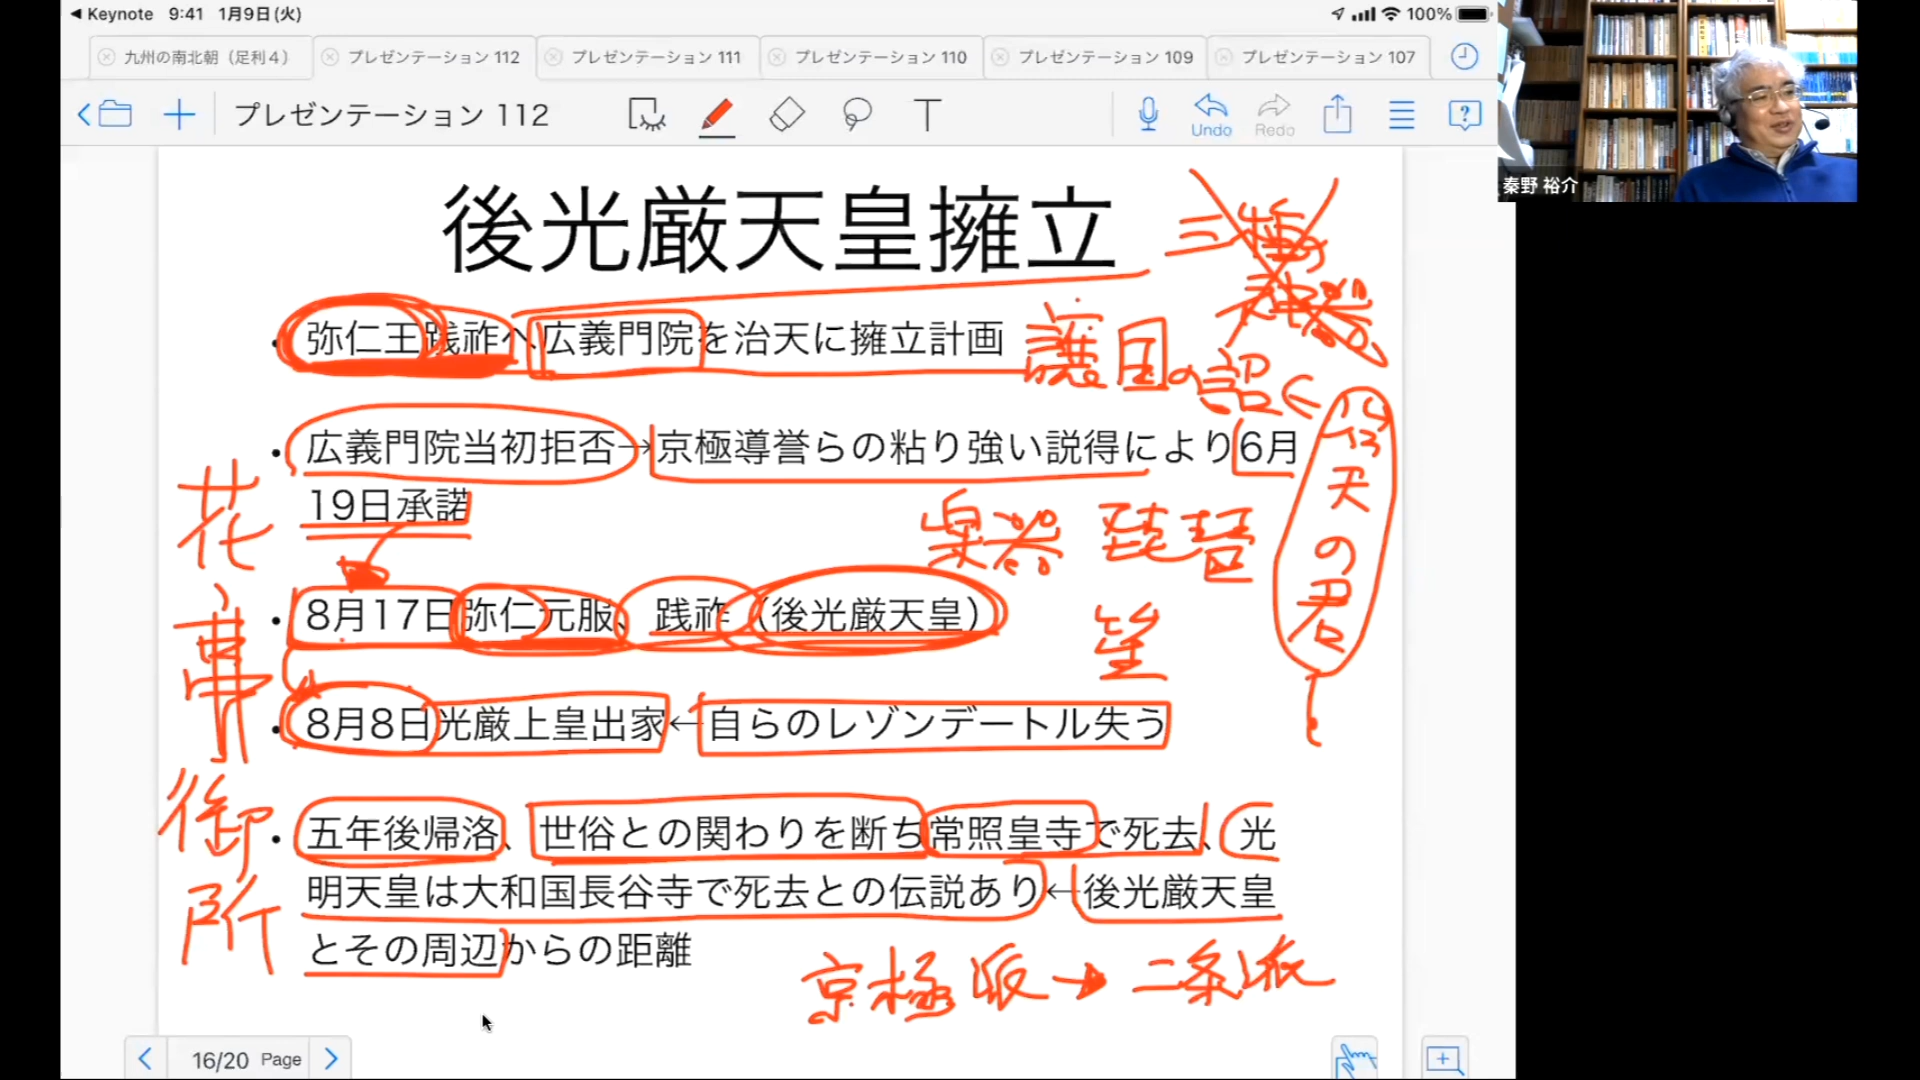 Keynote 9:41 1月9日(火)
100%
九州の南北朝（足利４）
プレゼンテーション 112
プレゼンテーション 111
プレゼンテーション 110
プレゼンテーション 109
プレゼンテーション 107
プレゼンテーション 112
T
Undo
Redo
?
秦野 裕介
後光厳天皇擁立
三種の
神器
・弥仁王践祚へ広義門院を治天に擁立計画
譲国の詔
治天の君
・広義門院当初拒否→京極導誉らの粘り強い説得により6月
19日承諾
楽器 琵琶
笙
・8月17日弥仁元服、践祚（後光厳天皇）
・8月8日光厳上皇出家←自らのレゾンデートル失う
・五年後帰洛、世俗との関わりを断ち常照皇寺で死去、光
明天皇は大和国長谷寺で死去との伝説あり←後光厳天皇
とその周辺からの距離
京極派→二条派
花
御
所
16/20 Page